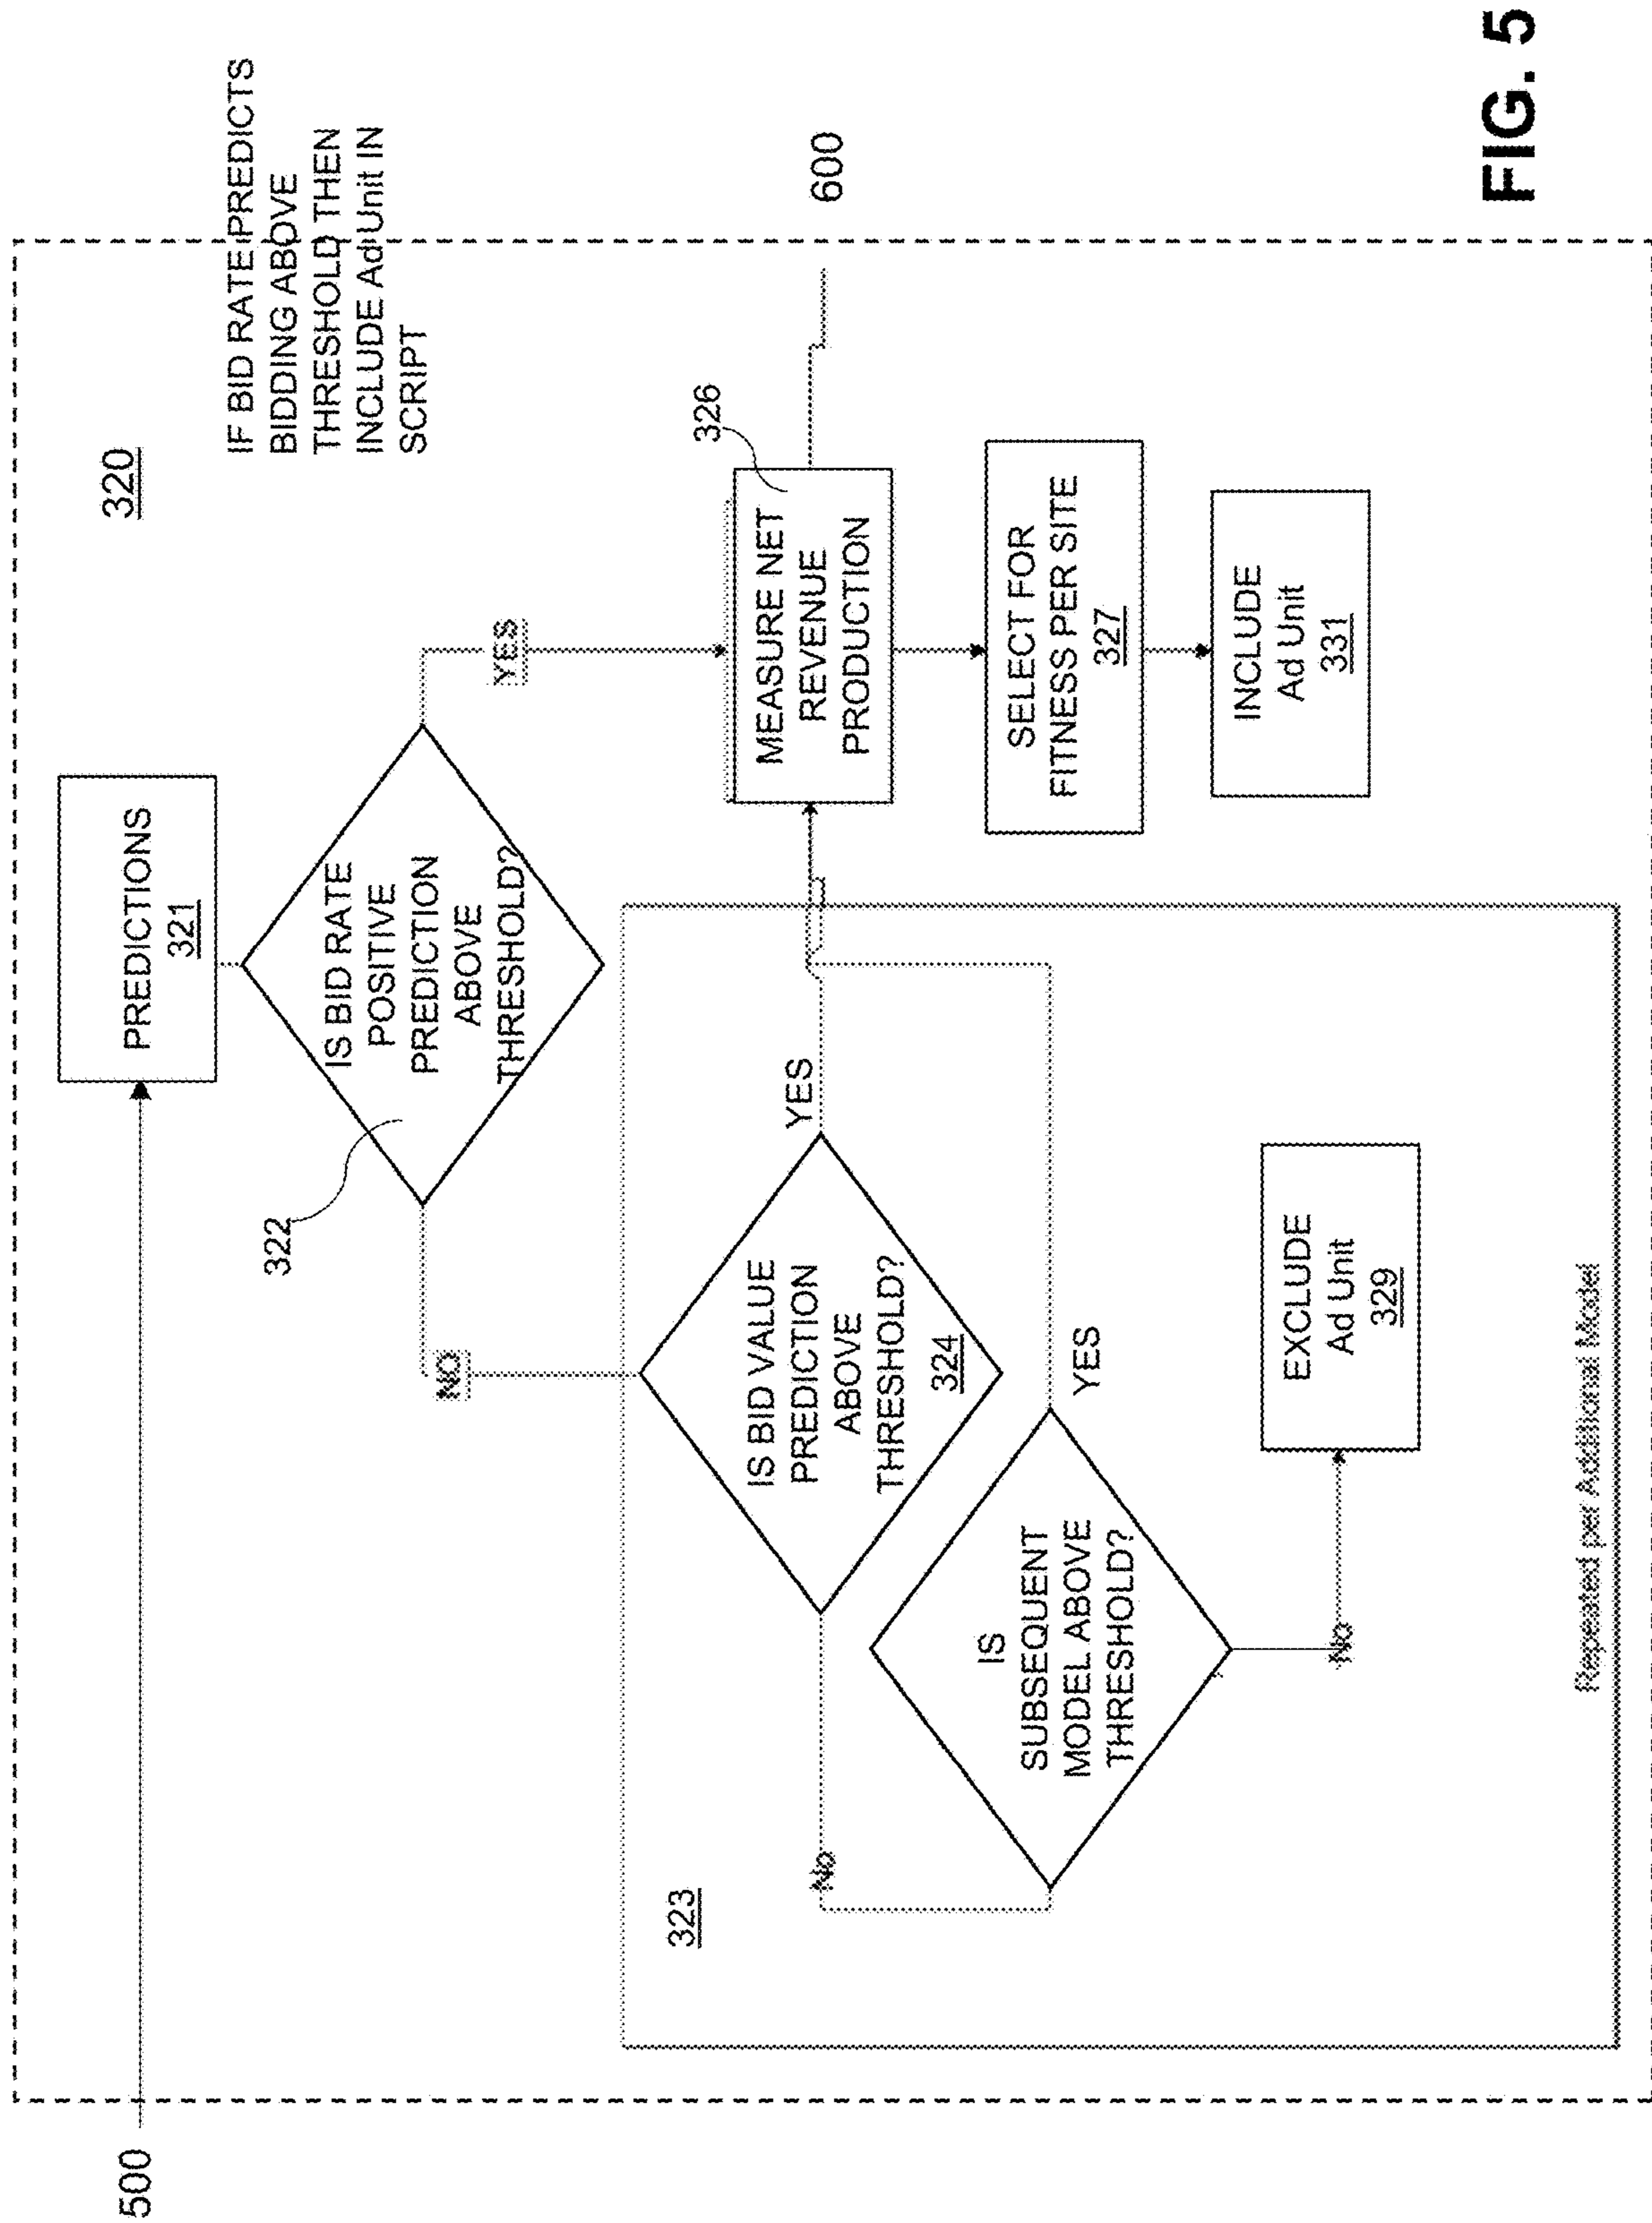 500
320
PREDICTIONS
321
IF BID RATE PREDICTS
BIDDING ABOVE
THRESHOLD THEN
INCLUDE Ad Unit IN
SCRIPT
322
IS BID RATE
POSITIVE
PREDICTION
ABOVE
THRESHOLD?
NO
YES
323
IS BID VALUE
PREDICTION
ABOVE
THRESHOLD?
324
YES
No
326
MEASURE NET
REVENUE
PRODUCTION
600
IS
SUBSEQUENT
MODEL ABOVE
THRESHOLD?
YES
No
SELECT FOR
FITNESS PER SITE
327
EXCLUDE
Ad Unit
329
INCLUDE
Ad Unit
331
Repeated per Additional Model
FIG. 5